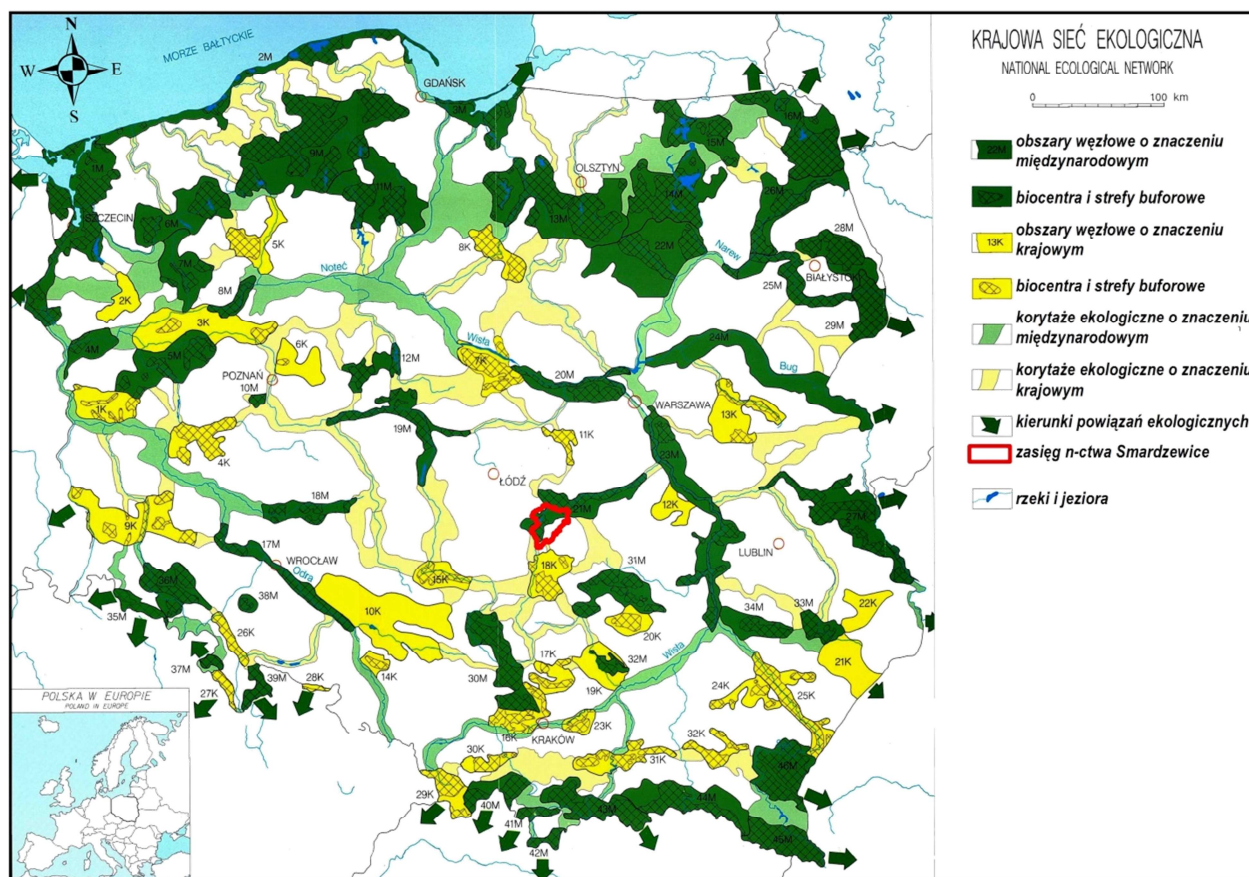 KRAJOWA SIEĆ EKOLOGICZNA
NATIONAL ECOLOGICAL NETWORK
0 100 km
22M obszary węzłowe o znaczeniu
międzynarodowym
biocentra i strefy buforowe
13K obszary węzłowe o znaczeniu
krajowym
biocentra i strefy buforowe
korytaże ekologiczne o znaczeniu
międzynarodowym
korytaże ekologiczne o znaczeniu
krajowym
kierunki powiązań ekologicznych
zasięg n-ctwa Smardzewice
rzeki i jeziora
N
W E
S
MORZE BAŁTYCKIE
2M
GDAŃSK
3M
16M
15M
1M
9M
OLSZTYN
14M
26M
SZCZECIN
6M
11M
13M
5K
8K
22M
28M
7M
Narew
BIAŁYSTOK
Noteć
8M
2K
25M
3K
29M
4M
5M
6K
Wisła
12M
7K
24M
Bug
POZNAŃ
10M
20M
WARSZAWA
1K
13K
19M
11K
4K
23M
ŁÓDŹ
18M
12K
21M
27M
9K
17M
WROCŁAW
LUBLIN
Odra
15K
18K
31M
36M
38M
10K
34M
33M
22K
35M
26K
20K
17K
32M
Wisła
21K
37M
14K
30M
19K
27K
39M
28K
24K
25K
16K
KRAKÓW
23K
32K
30K
31K
46M
29K
40M
41M
43M
44M
42M
45M
POLSKA W EUROPIE
POLAND IN EUROPE